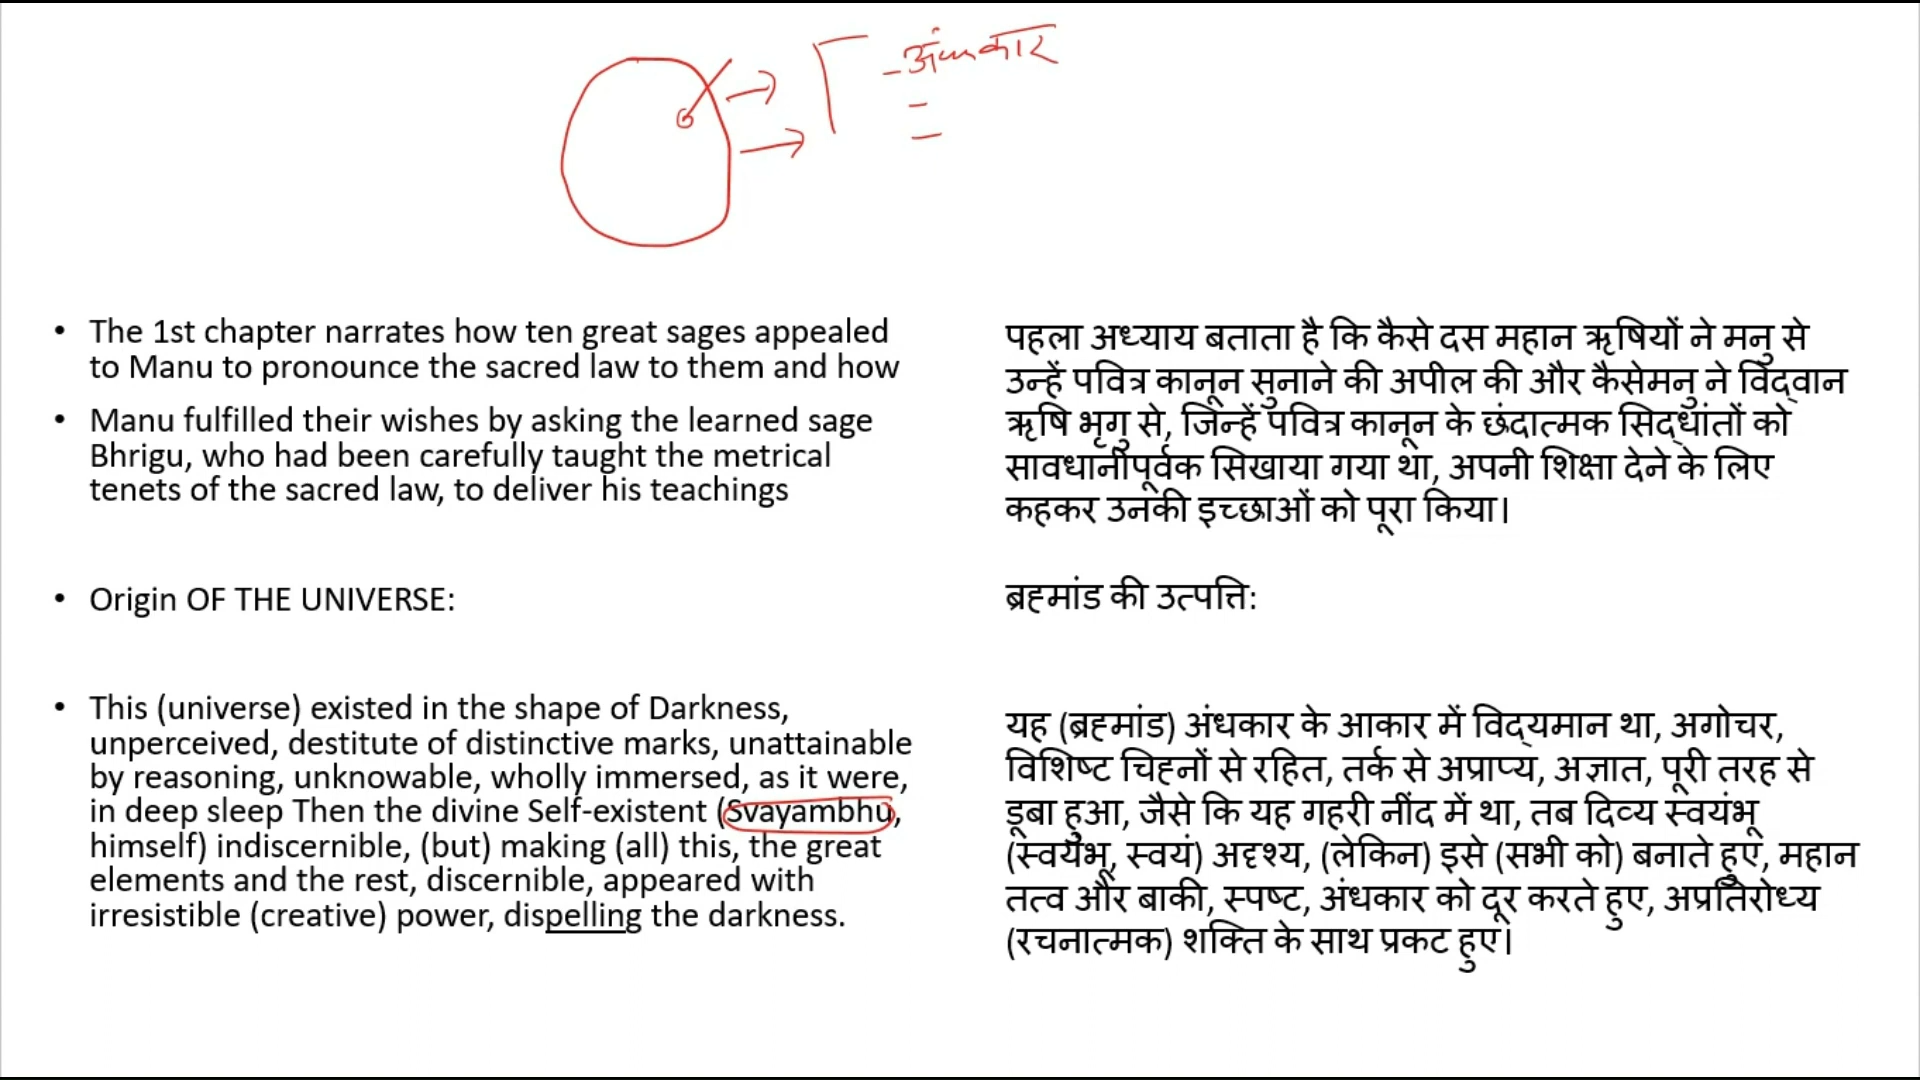 अंधकार
• The 1st chapter narrates how ten great sages appealed
to Manu to pronounce the sacred law to them and how
• Manu fulfilled their wishes by asking the learned sage
Bhrigu, who had been carefully taught the metrical
tenets of the sacred law, to deliver his teachings
• Origin OF THE UNIVERSE:
• This (universe) existed in the shape of Darkness,
unperceived, destitute of distinctive marks, unattainable
by reasoning, unknowable, wholly immersed, as it were,
in deep sleep Then the divine Self-existent (Svayambhu,
himself) indiscernible, (but) making (all) this, the great
elements and the rest, discernible, appeared with
irresistible (creative) power, dispelling the darkness.
पहला अध्याय बताता है कि कैसे दस महान ऋषियों ने मनु से
उन्हें पवित्र कानून सुनाने की अपील की और कैसेमनु ने विद्वान
ऋषि भृगु से, जिन्हें पवित्र कानून के छंदात्मक सिद्धांतों को
सावधानीपूर्वक सिखाया गया था, अपनी शिक्षा देने के लिए
कहकर उनकी इच्छाओं को पूरा किया।
ब्रह्मांड की उत्पत्ति:
यह (ब्रह्मांड) अंधकार के आकार में विद्यमान था, अगोचर,
विशिष्ट चिह्नों से रहित, तर्क से अप्राप्य, अज्ञात, पूरी तरह से
डूबा हुआ, जैसे कि यह गहरी नींद में था, तब दिव्य स्वयंभू
(स्वयंभू, स्वयं) अदृश्य, (लेकिन) इसे (सभी को) बनाते हुए, महान
तत्व और बाकी, स्पष्ट, अंधकार को दूर करते हुए, अप्रतिरोध्य
(रचनात्मक) शक्ति के साथ प्रकट हुए।